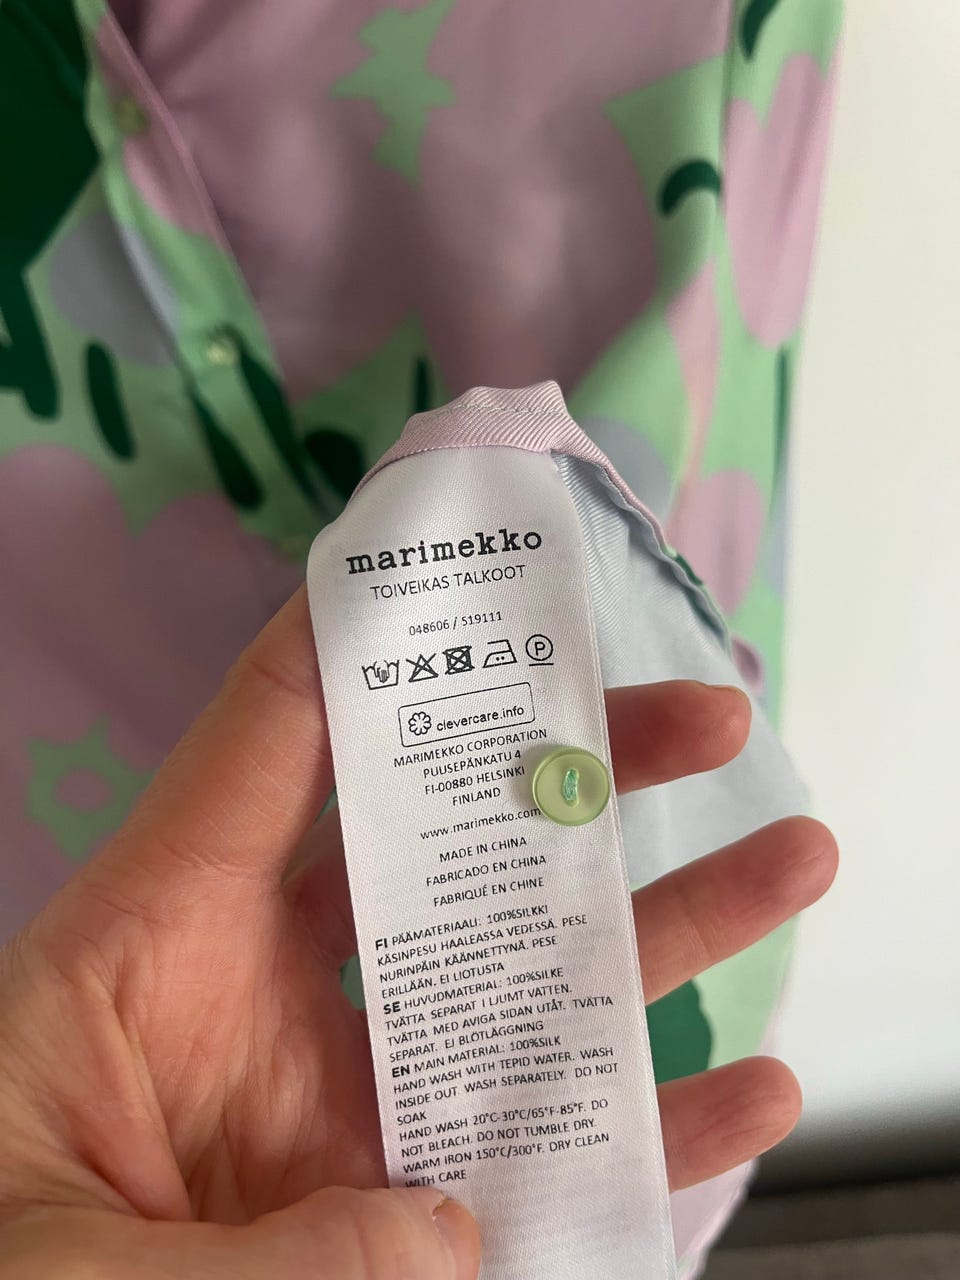 marimekko
TOIVEIKAS TALKOOT
048606 / 519111
P
clevercare.info
MARIMEKKO CORPORATION
PUUSEPÄNKATU 4
FI-00880 HELSINKI
FINLAND
www.marimekko.com
MADE IN CHINA
FABRICADO EN CHINA
FABRIQUÉ EN CHINE
FI PÄÄMATERIAALI: 100%SILKKI
KÄSINPESU HAALEASSA VEDESSÄ. PESE
NURINPÄIN KÄÄNNETTYNÄ. PESE
ERILLÄÄN. EI LIOTUSTA
SE HUVUDMATERIAL: 100%SILKE
TVÄTTA SEPARAT I LJUMT VATTEN.
TVÄTTA MED AVIGA SIDAN UTÅT. TVÄTTA
SEPARAT. EJ BLÖTLÄGGNING
EN MAIN MATERIAL: 100%SILK
HAND WASH WITH TEPID WATER. WASH
INSIDE OUT. WASH SEPARATELY. DO NOT
SOAK
HAND WASH 20°C-30°C/65°F-85°F. DO
NOT BLEACH. DO NOT TUMBLE DRY.
WARM IRON 150°C/300°F. DRY CLEAN
WITH CARE